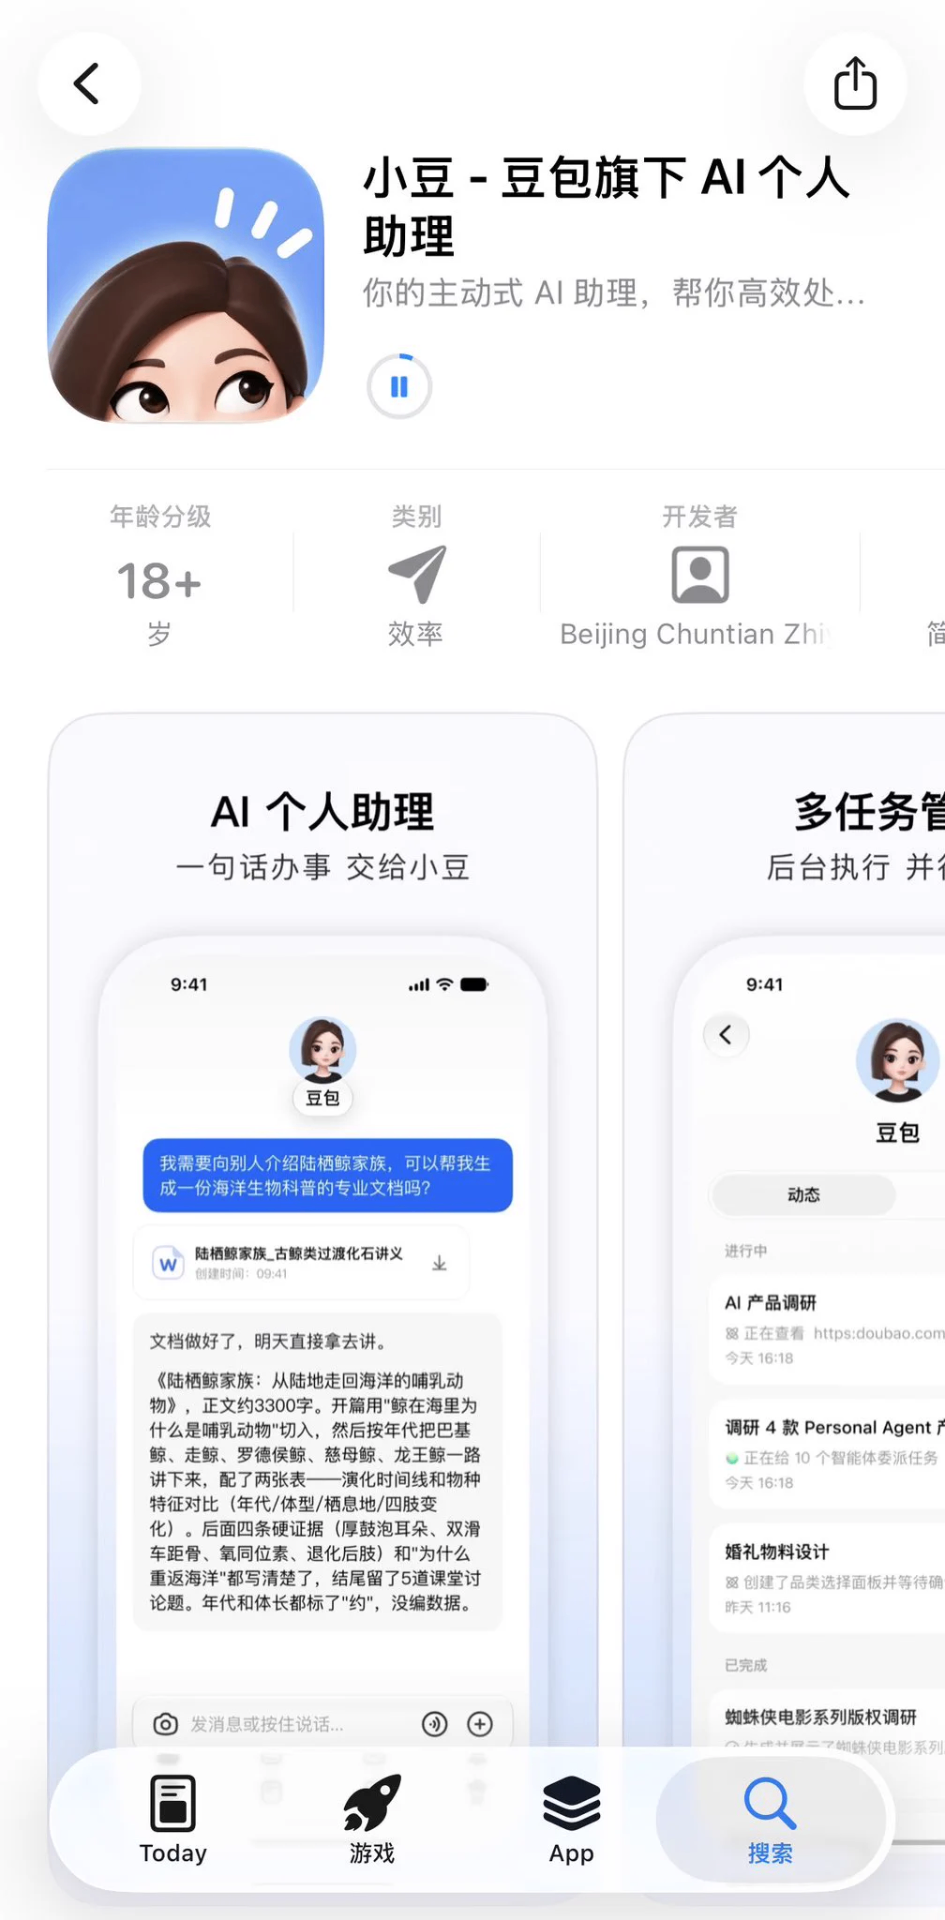 小豆 - 豆包旗下 AI 个人
助理
你的主动式 AI 助理，帮你高效处...
年龄分级
18+
岁
类别
效率
开发者
Beijing Chuntian Zhi
简
AI 个人助理
一句话办事 交给小豆
9:41
豆包
我需要向别人介绍陆栖鲸家族，可以帮我生
成一份海洋生物科普的专业文档吗？
W
陆栖鲸家族_古鲸类过渡化石讲义
创建时间：09:41
文档做好了，明天直接拿去讲。
《陆栖鲸家族：从陆地走回海洋的哺乳动
物》，正文约3300字。开篇用"鲸在海里为
什么是哺乳动物"切入，然后按年代把巴基
鲸、走鲸、罗德侯鲸、慈母鲸、龙王鲸一路
讲下来，配了两张表——演化时间线和物种
特征对比（年代/体型/栖息地/四肢变
化）。后面四条硬证据（厚鼓泡耳朵、双滑
车距骨、氧同位素、退化后肢）和"为什么
重返海洋"都写清楚了，结尾留了5道课堂讨
论题。年代和体长都标了"约"，没编数据。
发消息或按住说话...
多任务管
后台执行 并行
9:41
豆包
动态
进行中
AI 产品调研
正在查看 https:doubao.com
今天 16:18
调研 4 款 Personal Agent 产
正在给 10 个智能体委派任务
今天 16:18
婚礼物料设计
创建了品类选择面板并等待确
昨天 11:16
已完成
蜘蛛侠电影系列版权调研
Today
游戏
App
搜索